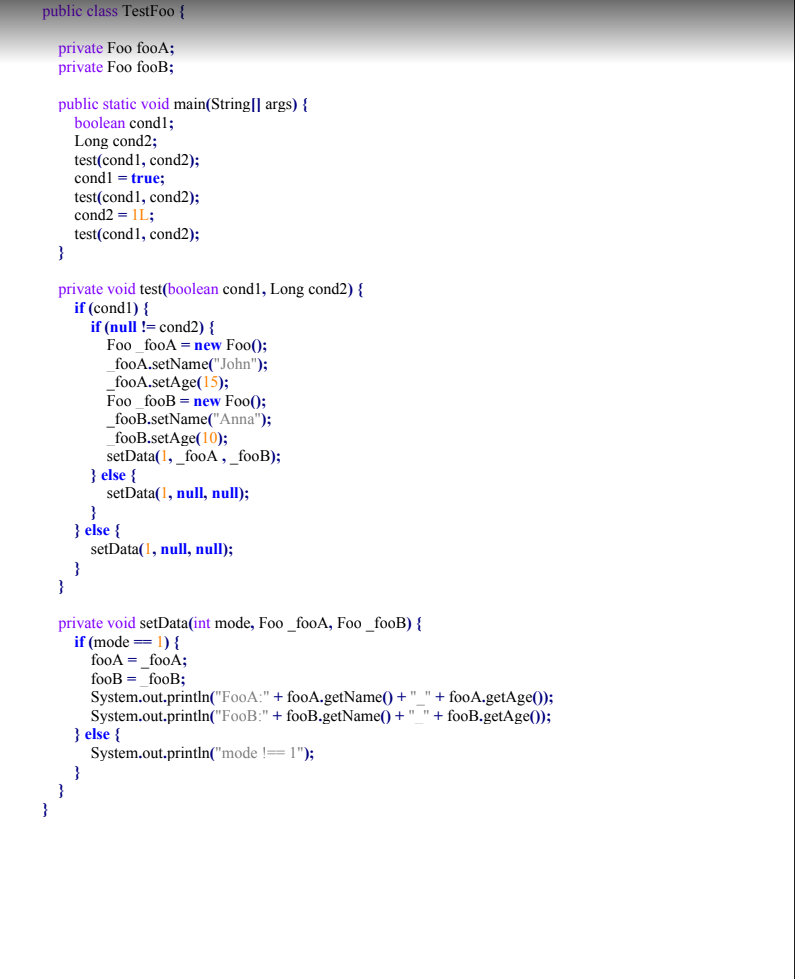 public class TestFoo {
private Foo fooA;
private Foo fooB;
public static void main(String[] args) {
boolean cond1;
Long cond2;
test(cond1, cond2);
cond1 = true;
test(cond1, cond2);
cond2 = 1L;
test(cond1, cond2);
}
private void test(boolean cond1, Long cond2) {
if (cond1) {
if (null != cond2) {
Foo _fooA = new Foo();
_fooA.setName("John");
_fooA.setAge(15);
Foo _fooB = new Foo();
_fooB.setName("Anna");
_fooB.setAge(10);
setData(1, _fooA , _fooB);
} else {
setData(1, null, null);
}
} else {
setData(1, null, null);
}
}
private void setData(int mode, Foo _fooA, Foo _fooB) {
if (mode == 1) {
fooA = _fooA;
fooB = _fooB;
System.out.println("FooA:" + fooA.getName() + "_" + fooA.getAge());
System.out.println("FooB:" + fooB.getName() + "_" + fooB.getAge());
} else {
System.out.println("mode !== 1");
}
}
}